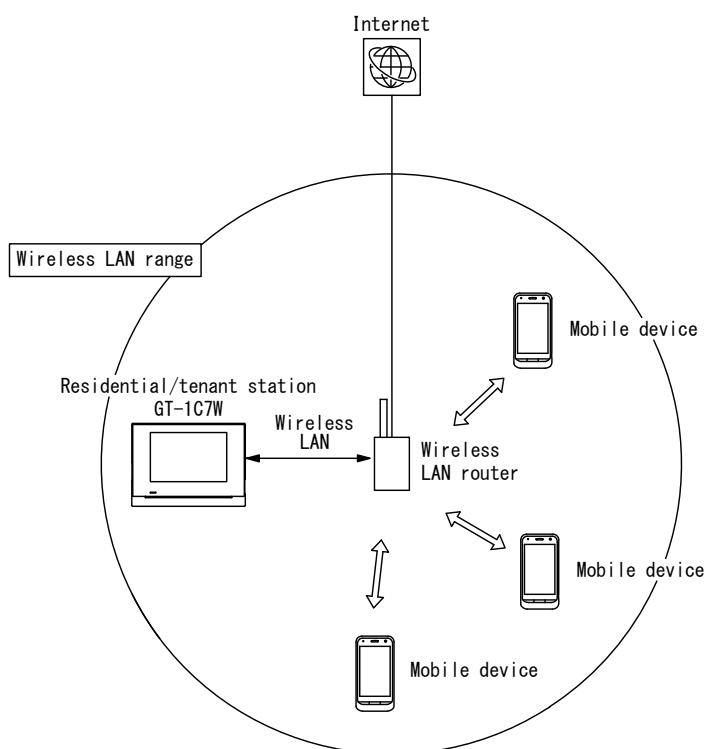 Internet
Wireless LAN range
Mobile device
Residential/tenant station
GT-1C7W
Wireless
LAN
Wireless
LAN router
Mobile device
Mobile device